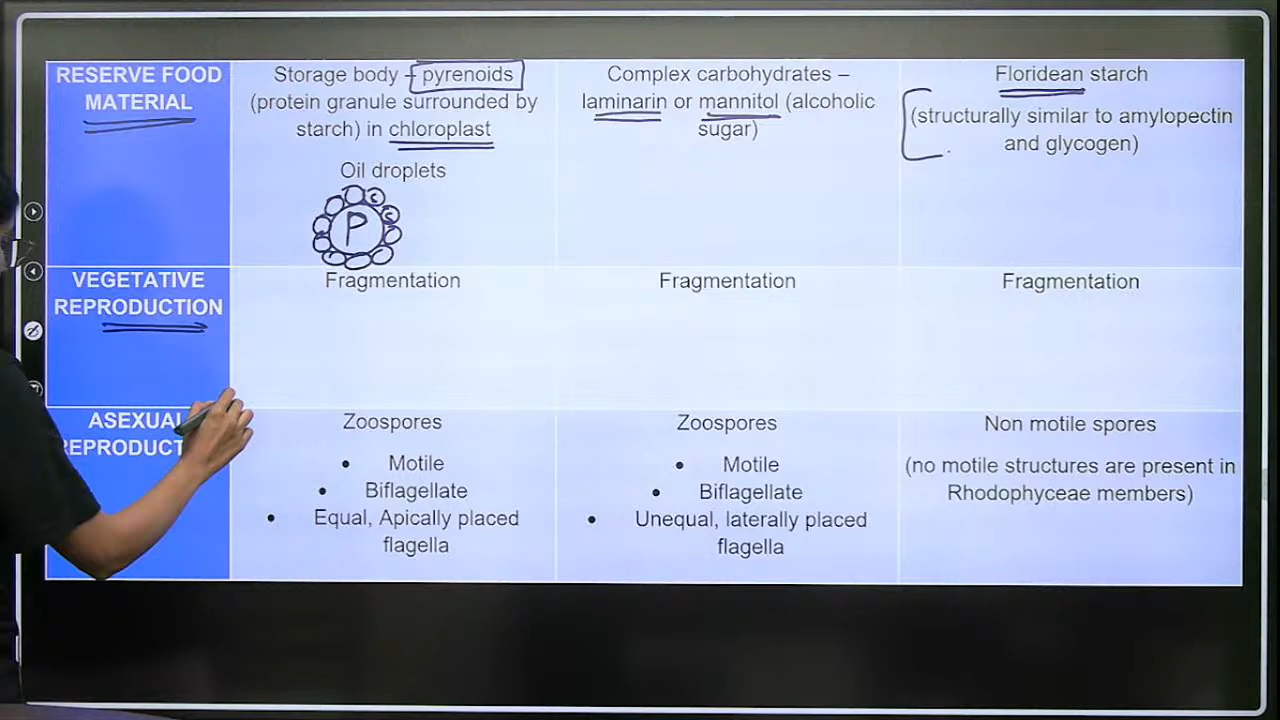 RESERVE FOOD
MATERIAL
Storage body – pyrenoids
(protein granule surrounded by
starch) in chloroplast
Oil droplets
P
Complex carbohydrates –
laminarin or mannitol (alcoholic
sugar)
Floridean starch
(structurally similar to amylopectin
and glycogen)
VEGETATIVE
REPRODUCTION
Fragmentation
Fragmentation
Fragmentation
ASEXUAL
REPRODUCT
Zoospores
• Motile
• Biflagellate
• Equal, Apically placed
flagella
Zoospores
• Motile
• Biflagellate
• Unequal, laterally placed
flagella
Non motile spores
(no motile structures are present in
Rhodophyceae members)